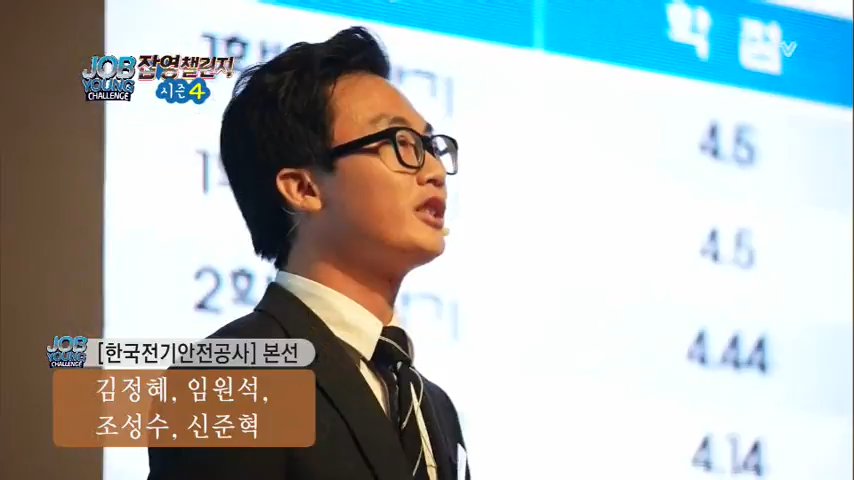 학 점
JOB YOUNG CHALLENGE
잡영챌린지
시즌4
4.5
4.5
4.44
4.14
JOB YOUNG CHALLENGE
[한국전기안전공사] 본선
김정혜, 임원석,
조성수, 신준혁